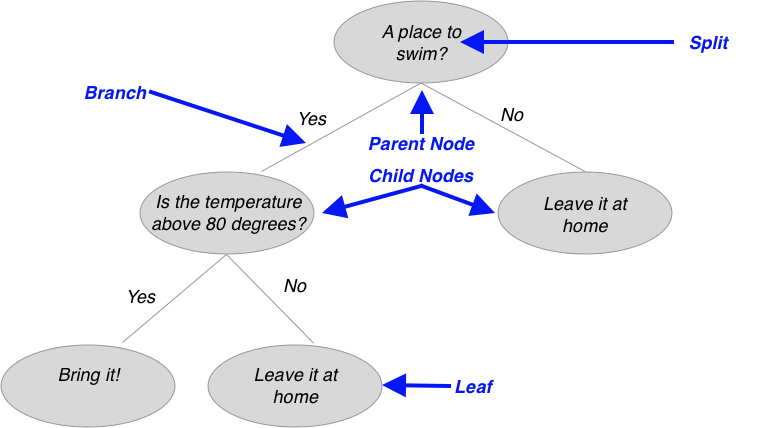 A place to
swim?
Split
Branch
Yes
No
Parent Node
Child Nodes
Is the temperature
above 80 degrees?
Leave it at
home
Yes
No
Bring it!
Leave it at
home
Leaf